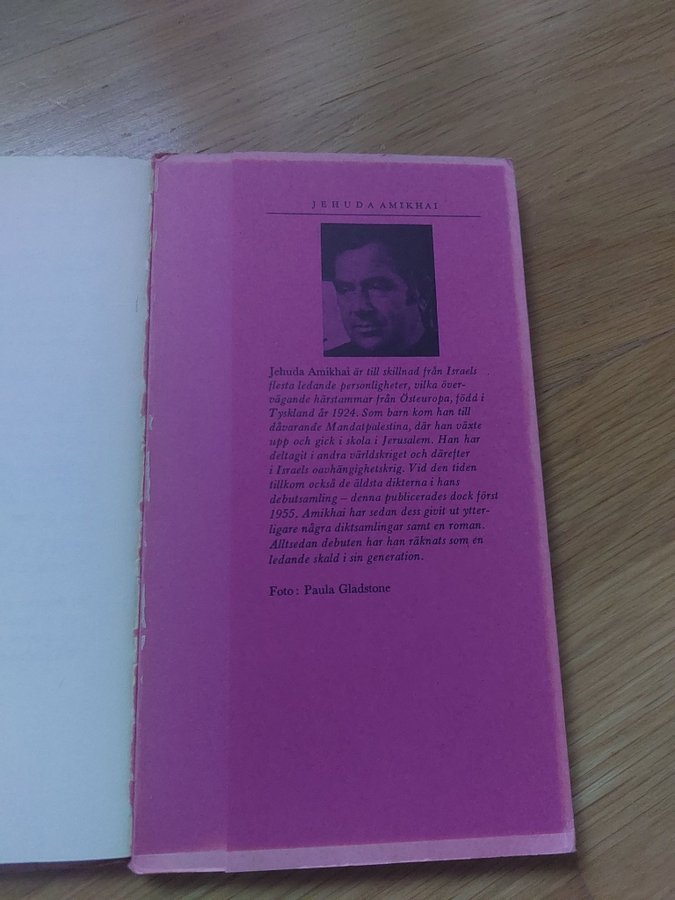 JEHUDA AMIKHAI
Jehuda Amikhai är till skillnad från Israels
flesta ledande personligheter, vilka över-
vägande härstammar från Östeuropa, född i
Tyskland år 1924. Som barn kom han till
dåvarande Mandatpalestina, där han växte
upp och gick i skola i Jerusalem. Han har
deltagit i andra världskriget och därefter
i Israels oavhängighetskrig. Vid den tiden
tillkom också de äldsta dikterna i hans
debutsamling – denna publicerades dock först
1955. Amikhai har sedan dess givit ut ytter-
ligare några diktsamlingar samt en roman.
Alltsedan debuten har han räknats som en
ledande skald i sin generation.
Foto: Paula Gladstone